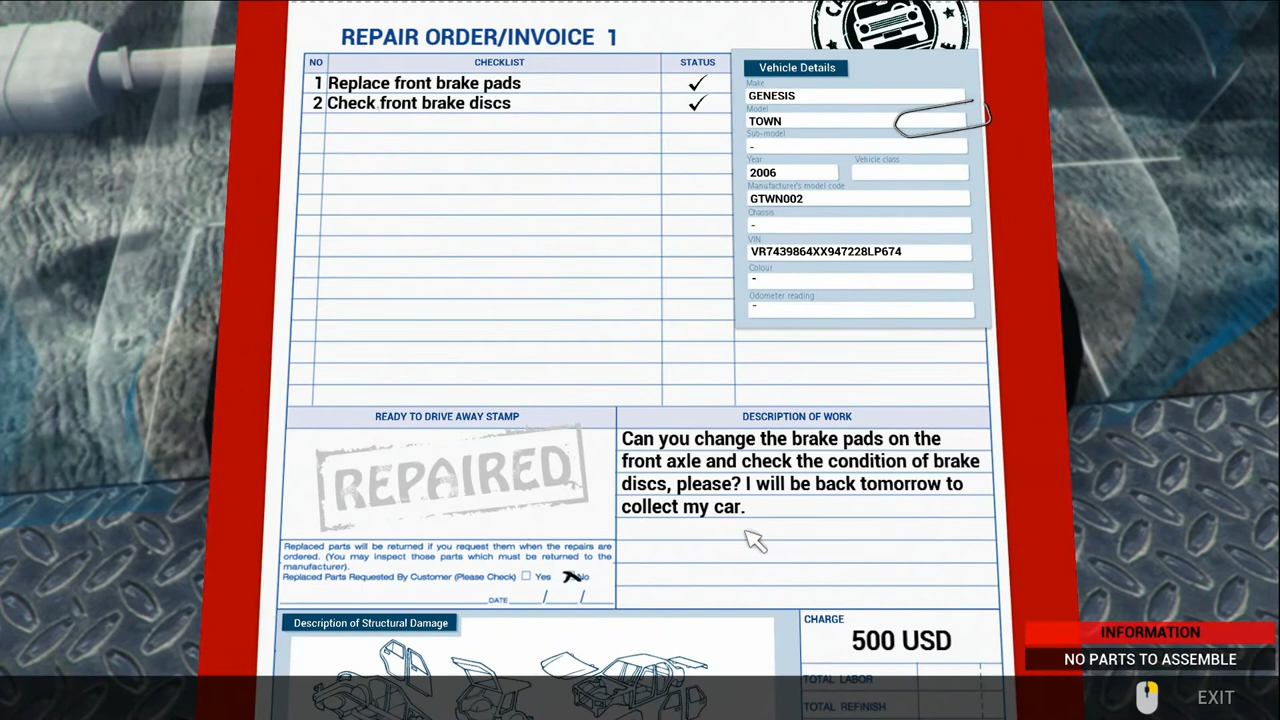 REPAIR ORDER/INVOICE 1
NO CHECKLIST STATUS
1 Replace front brake pads
2 Check front brake discs
Vehicle Details
Make
GENESIS
Model
TOWN
Sub-model
-
Year Vehicle class
2006
Manufacturer's model code
GTWN002
Chassis
-
VIN
VR7439864XX947228LP674
Colour
-
Odometer reading
-
READY TO DRIVE AWAY STAMP
REPAIRED
Replaced parts will be returned if you request them when the repairs are
ordered. (You may inspect those parts which must be returned to the
manufacturer).
Replaced Parts Requested By Customer (Please Check) Yes No
DATE / /
DESCRIPTION OF WORK
Can you change the brake pads on the
front axle and check the condition of brake
discs, please? I will be back tomorrow to
collect my car.
Description of Structural Damage
CHARGE
500 USD
TOTAL LABOR
TOTAL REFINISH
INFORMATION
NO PARTS TO ASSEMBLE
EXIT